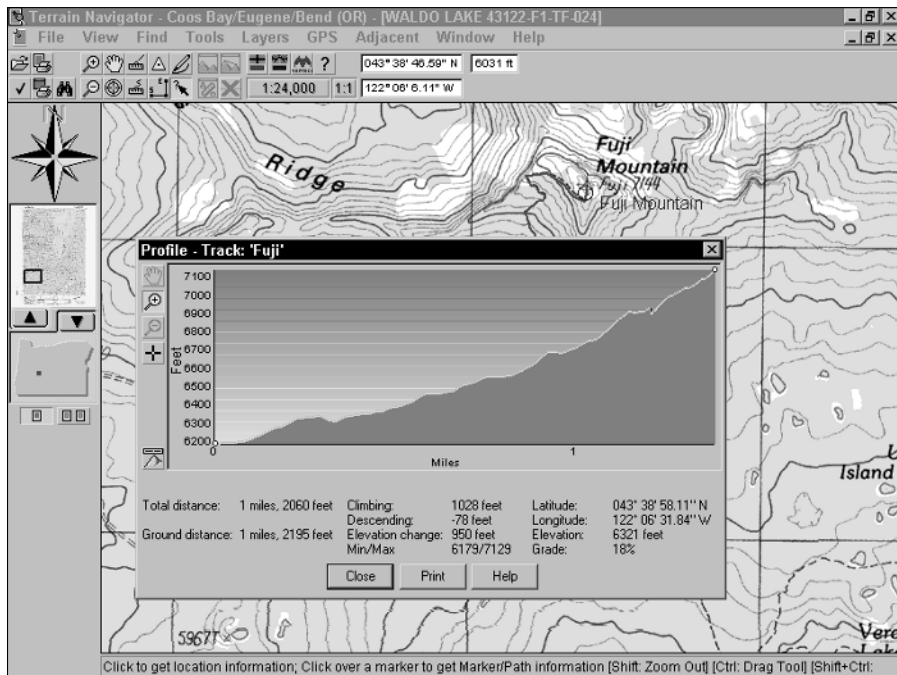 Terrain Navigator - Coos Bay/Eugene/Bend (OR) - [WALDO LAKE 43122-F1-TF-024]
File View Find Tools Layers GPS Adjacent Window Help
043° 38' 46.59" N 6031 ft
1:24,000 1:1 122° 06' 6.11" W
N
Ridge
Fuji
Mountain
Fuji 7144
Fuji Mountain
Profile - Track: 'Fuji'
7100
7000
6900
6800
6700
6600
6500
6400
6300
6200
Feet
0 1
Miles
Total distance: 1 miles, 2060 feet Climbing: 1028 feet Latitude: 043° 38' 58.11" N
Descending: -78 feet Longitude: 122° 06' 31.84" W
Ground distance: 1 miles, 2195 feet Elevation change: 950 feet Elevation: 6321 feet
Min/Max 6179/7129 Grade: 18%
Close Print Help
Island
5967T
Click to get location information; Click over a marker to get Marker/Path information [Shift: Zoom Out] [Ctrl: Drag Tool] [Shift+Ctrl: